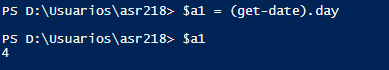 PS D:\Usuarios\asr218> $a1 = (get-date).day
PS D:\Usuarios\asr218> $a1
4